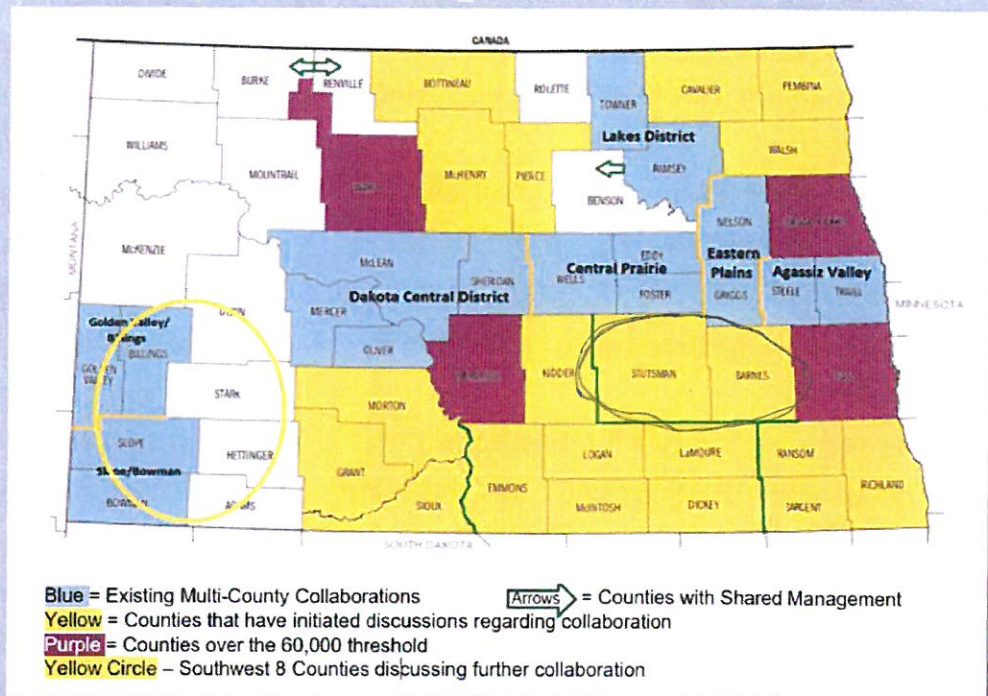 CANADA
DIVIDE
BURKE
RENVILLE
BOTTINEAU
ROLETTE
TOWNER
CAVALIER
PEMBINA
WILLIAMS
MOUNTRAIL
McHENRY
PIERCE
BENSON
Lakes District
RAMSEY
WALSH
MONTANA
McKENZIE
McLEAN
SHERIDAN
WELLS
EDDY
FOSTER
Central Prairie
NELSON
Eastern
Plains
GRIGGS
Agassiz Valley
STEELE
MINNESOTA
Dakota Central District
MERCER
OLIVER
Golden Valley/
BILLINGS
GOLDEN
VALLEY
STARK
MORTON
KIDDER
STUTSMAN
BARNES
SLOPE
HETTINGER
BOWMAN
GRANT
SIOUX
EMMONS
LOGAN
LaMOURE
RANSOM
McINTOSH
DICKEY
SARGENT
RICHLAND
SOUTH DAKOTA
Blue = Existing Multi-County Collaborations
Arrows = Counties with Shared Management
Yellow = Counties that have initiated discussions regarding collaboration
Purple = Counties over the 60,000 threshold
Yellow Circle – Southwest 8 Counties discussing further collaboration